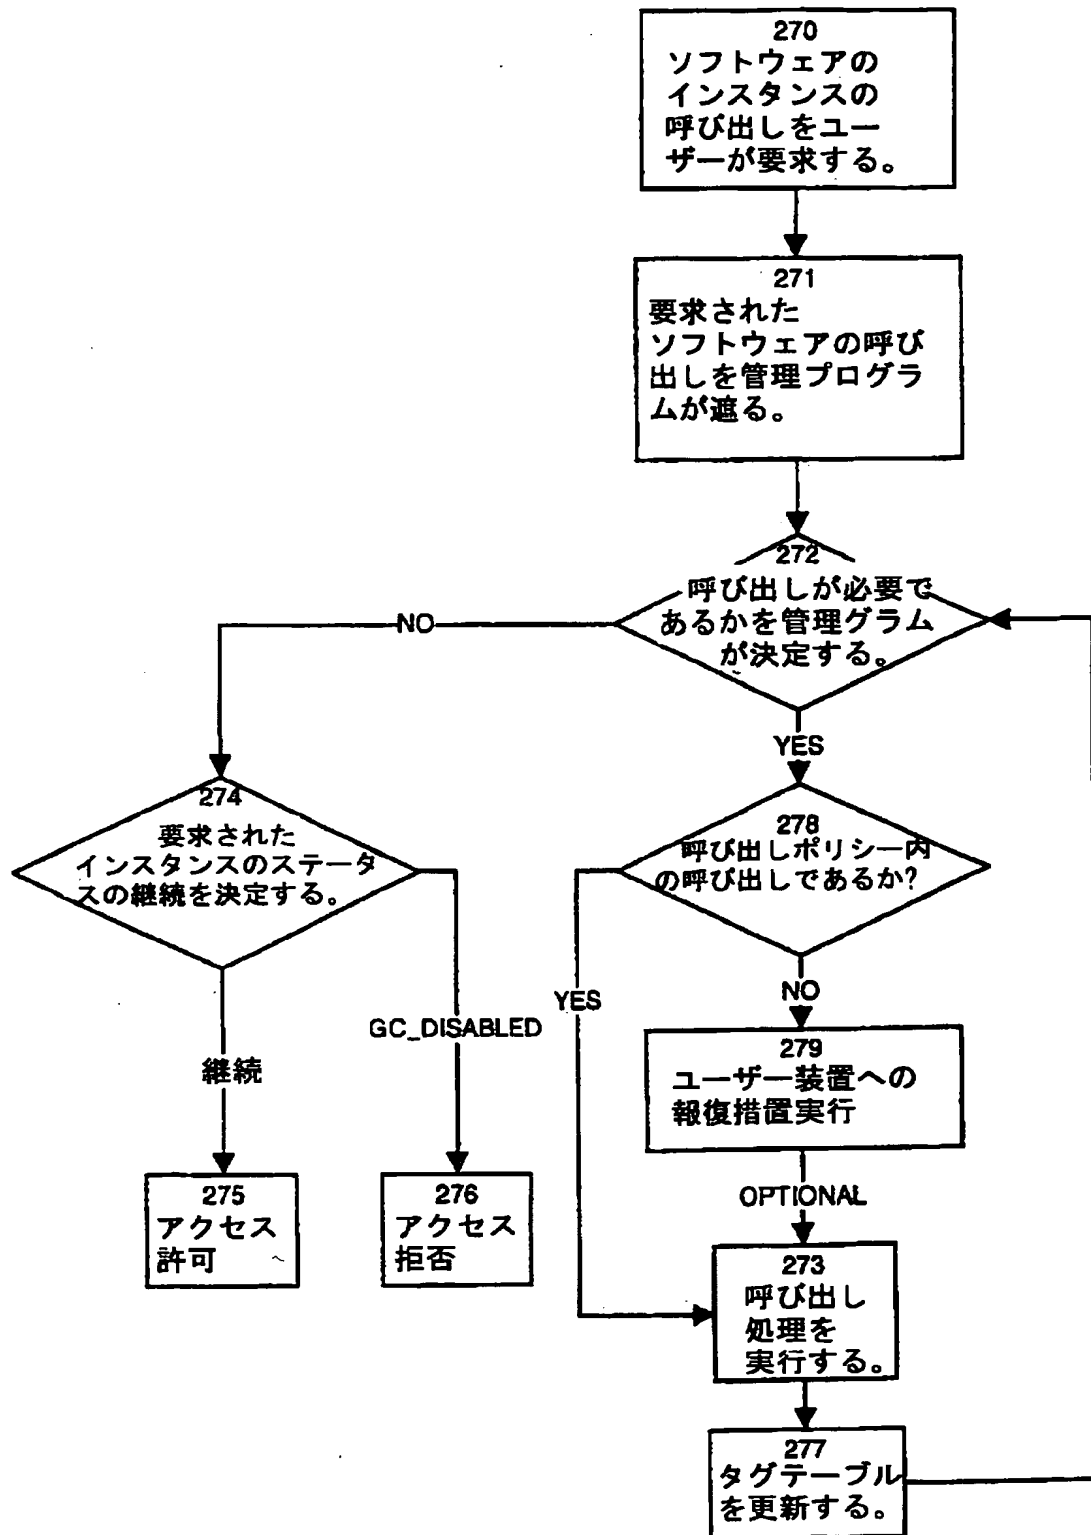 270
ソフトウェアの
インスタンスの
呼び出しをユー
ザーが要求する。
271
要求された
ソフトウェアの呼び
出しを管理プログラ
ムが遮る。
272
呼び出しが必要で
あるかを管理グラム
が決定する。
NO
YES
274
要求された
インスタンスのステータ
スの継続を決定する。
278
呼び出しポリシー内
の呼び出しであるか?
YES
NO
GC_DISABLED
継続
279
ユーザー装置への
報復措置実行
OPTIONAL
275
アクセス
許可
276
アクセス
拒否
273
呼び出し
処理を
実行する。
277
タグテーブル
を更新する。